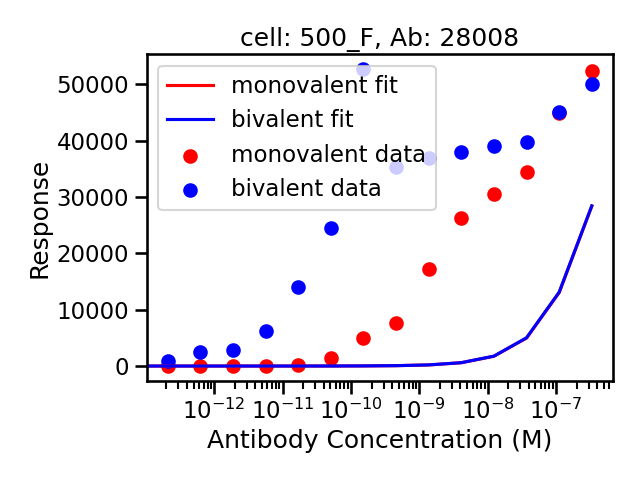 cell: 500_F, Ab: 28008
monovalent fit
bivalent fit
monovalent data
bivalent data
Response
50000
40000
30000
20000
10000
0
10⁻¹² 10⁻¹¹ 10⁻¹⁰ 10⁻⁹ 10⁻⁸ 10⁻⁷
Antibody Concentration (M)